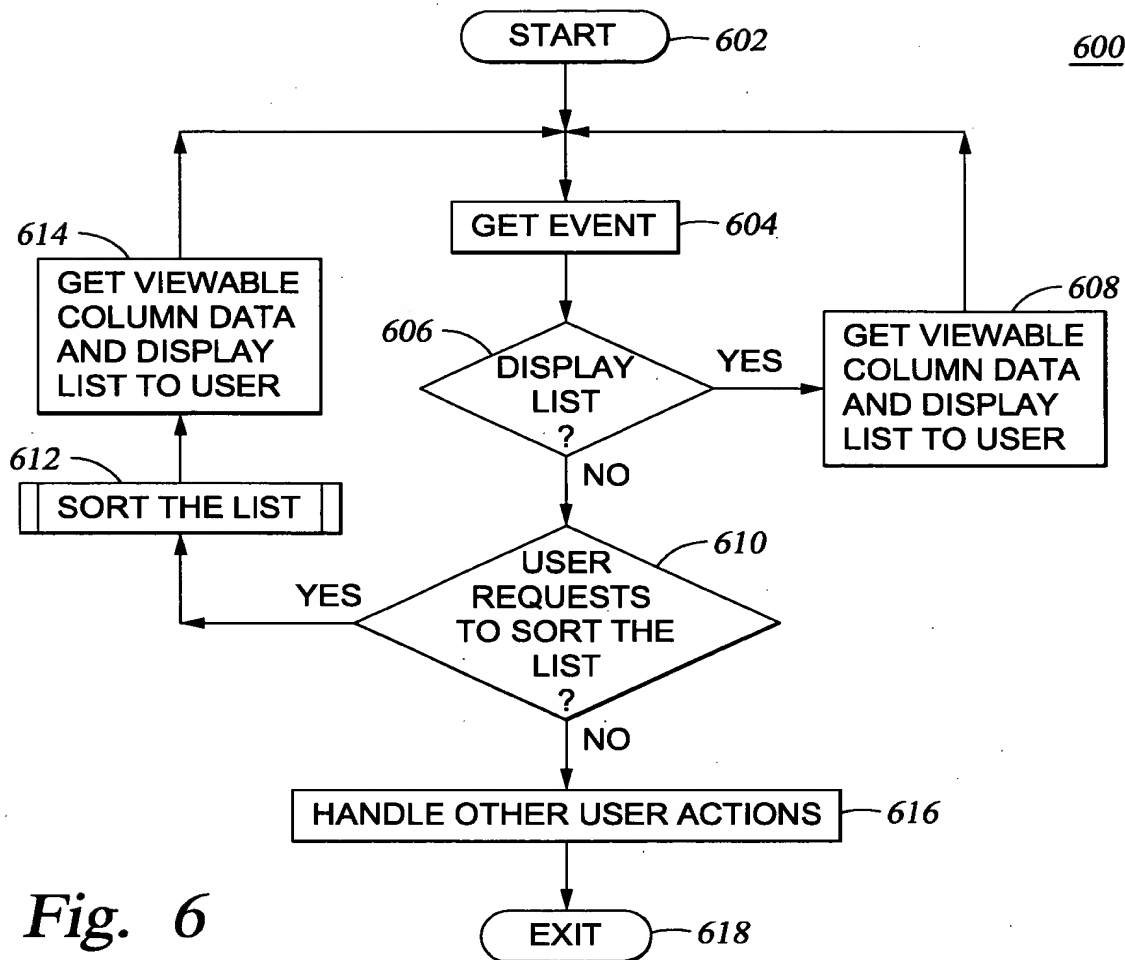 START
602
600
GET EVENT
604
614
GET VIEWABLE
COLUMN DATA
AND DISPLAY
LIST TO USER
606
DISPLAY
LIST
?
YES
608
GET VIEWABLE
COLUMN DATA
AND DISPLAY
LIST TO USER
NO
612
SORT THE LIST
610
USER
REQUESTS
TO SORT THE
LIST
?
YES
NO
HANDLE OTHER USER ACTIONS
616
EXIT
618
Fig. 6